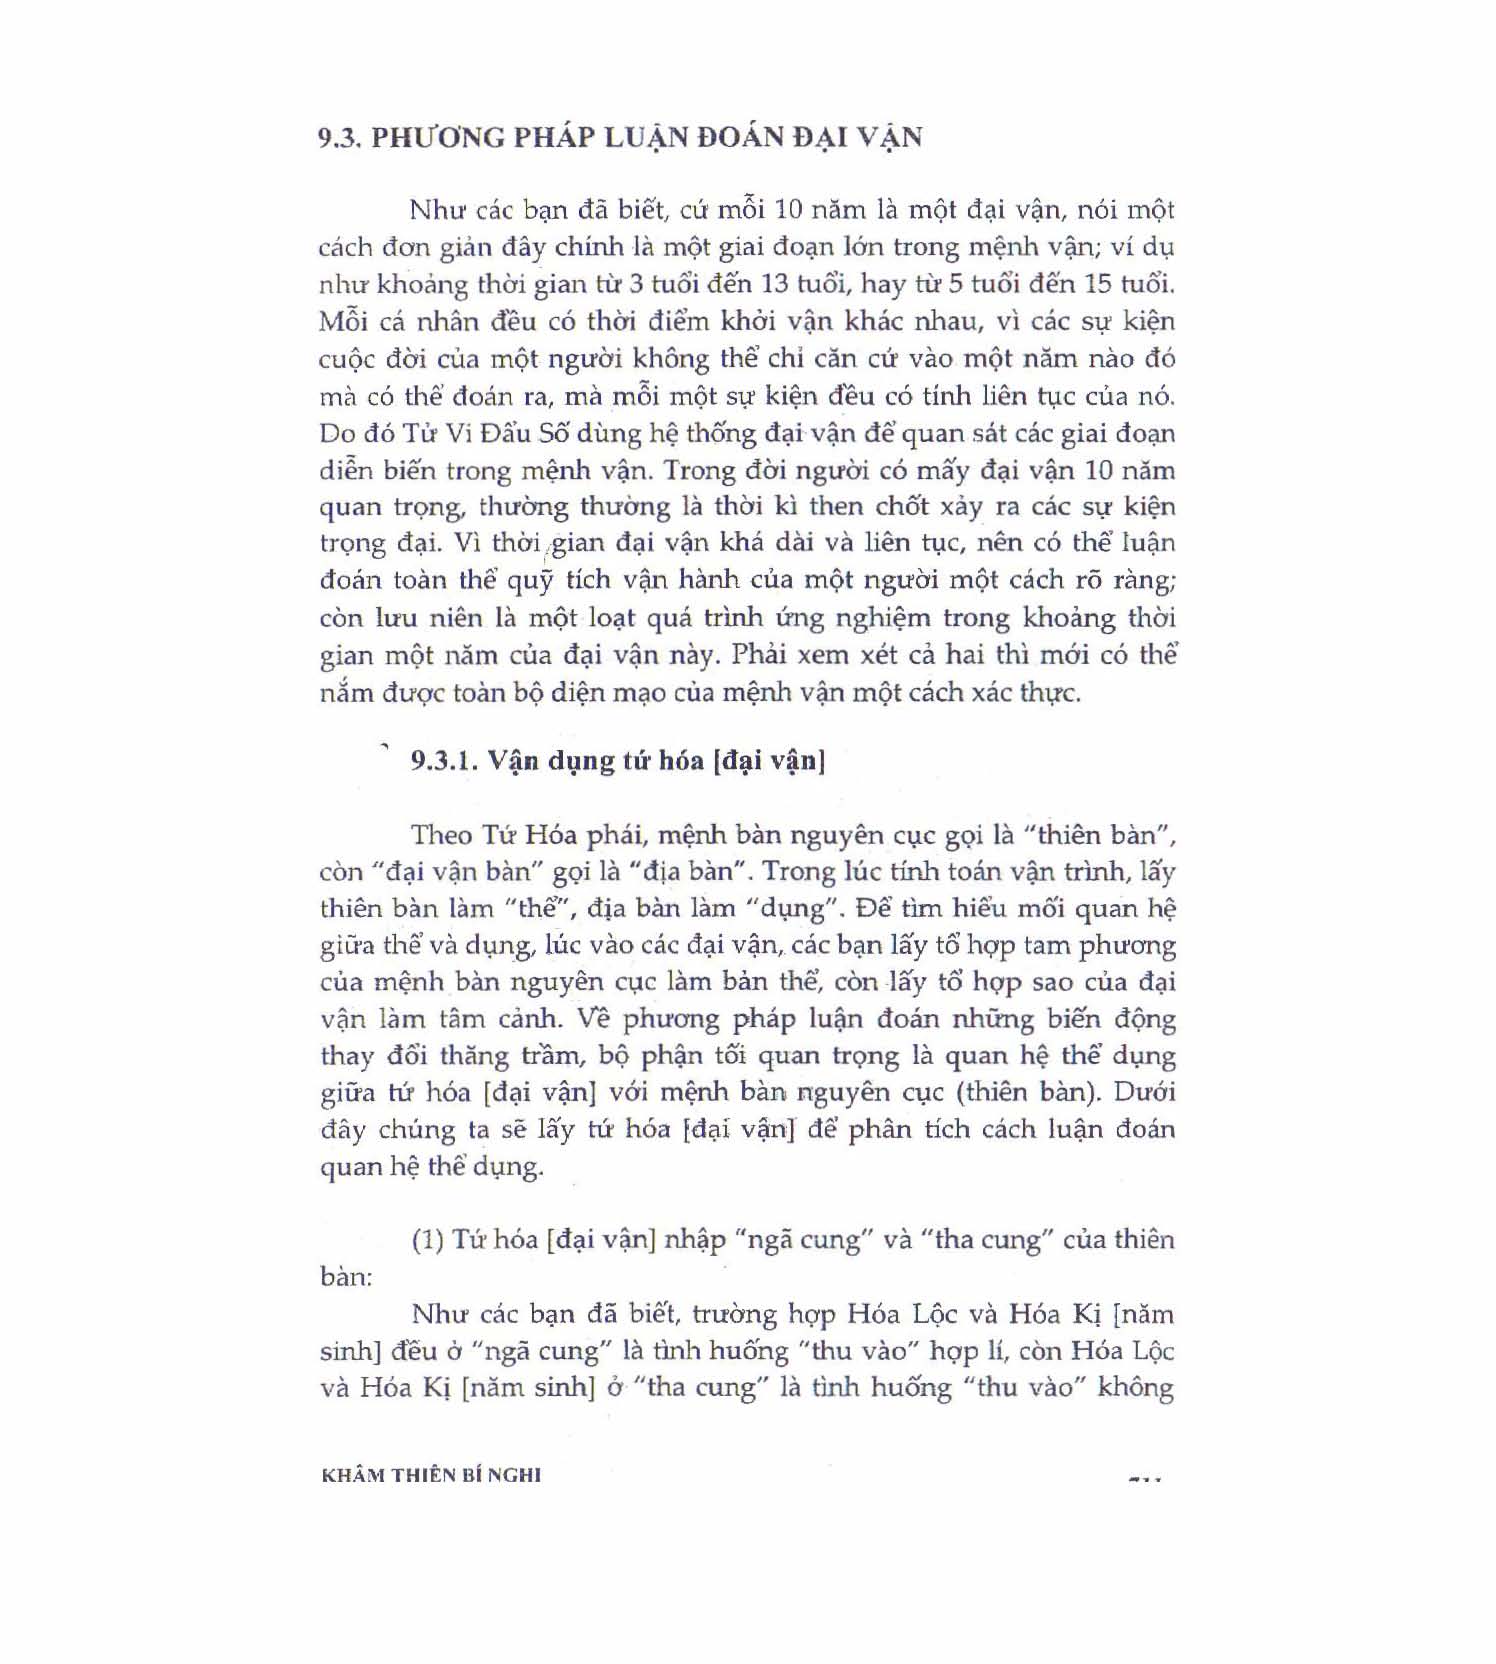 9.3. PHƯƠNG PHÁP LUẬN ĐOÁN ĐẠI VẬN
Như các bạn đã biết, cứ mỗi 10 năm là một đại vận, nói một
cách đơn giản đây chính là một giai đoạn lớn trong mệnh vận; ví dụ
như khoảng thời gian từ 3 tuổi đến 13 tuổi, hay từ 5 tuổi đến 15 tuổi.
Mỗi cá nhân đều có thời điểm khởi vận khác nhau, vì các sự kiện
cuộc đời của một người không thể chỉ căn cứ vào một năm nào đó
mà có thể đoán ra, mà mỗi một sự kiện đều có tính liên tục của nó.
Do đó Tử Vi Đẩu Số dùng hệ thống đại vận để quan sát các giai đoạn
diễn biến trong mệnh vận. Trong đời người có mấy đại vận 10 năm
quan trọng, thường thường là thời kì then chốt xảy ra các sự kiện
trọng đại. Vì thời gian đại vận khá dài và liên tục, nên có thể luận
đoán toàn thể quỹ tích vận hành của một người một cách rõ ràng;
còn lưu niên là một loạt quá trình ứng nghiệm trong khoảng thời
gian một năm của đại vận này. Phải xem xét cả hai thì mới có thể
nắm được toàn bộ diện mạo của mệnh vận một cách xác thực.
9.3.1. Vận dụng tứ hóa [đại vận]
Theo Tứ Hóa phái, mệnh bàn nguyên cục gọi là "thiên bàn",
còn "đại vận bàn" gọi là "địa bàn". Trong lúc tính toán vận trình, lấy
thiên bàn làm "thể", địa bàn làm "dụng". Để tìm hiểu mối quan hệ
giữa thể và dụng, lúc vào các đại vận, các bạn lấy tổ hợp tam phương
của mệnh bàn nguyên cục làm bản thể, còn lấy tổ hợp sao của đại
vận làm tâm cảnh. Về phương pháp luận đoán những biến động
thay đổi thăng trầm, bộ phận tối quan trọng là quan hệ thể dụng
giữa tứ hóa [đại vận] với mệnh bàn nguyên cục (thiên bàn). Dưới
đây chúng ta sẽ lấy tứ hóa [đại vận] để phân tích cách luận đoán
quan hệ thể dụng.
(1) Tứ hóa [đại vận] nhập "ngã cung" và "tha cung" của thiên
bàn:
Như các bạn đã biết, trường hợp Hóa Lộc và Hóa Kị [năm
sinh] đều ở "ngã cung" là tình huống "thu vào" hợp lí, còn Hóa Lộc
và Hóa Kị [năm sinh] ở "tha cung" là tình huống "thu vào" không
KHÂM THIÊN BÍ NGHI